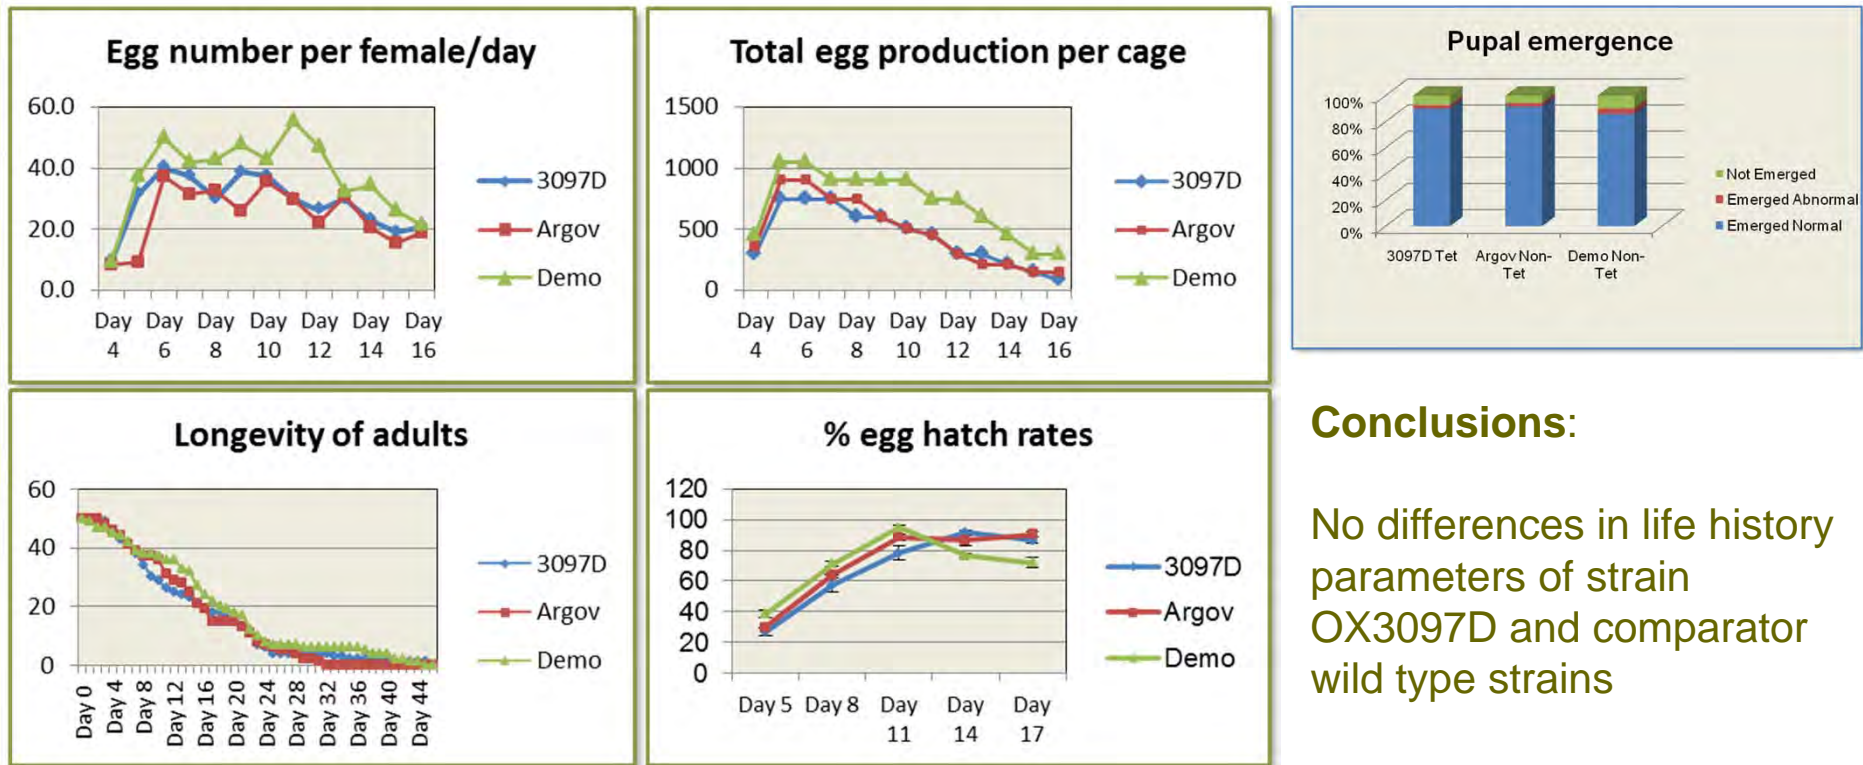 Egg number per female/day
60.0
40.0
20.0
0.0
Day Day Day Day Day Day Day
4 6 8 10 12 14 16
3097D
Argov
Demo
Total egg production per cage
1500
1000
500
0
Day Day Day Day Day Day Day
4 6 8 10 12 14 16
3097D
Argov
Demo
Pupal emergence
100%
80%
60%
40%
20%
0%
3097D Tet Argov Non- Demo Non-
Tet Tet
Not Emerged
Emerged Abnormal
Emerged Normal
Longevity of adults
60
40
20
0
Day 0 Day 4 Day 8 Day 12 Day 16 Day 20 Day 24 Day 28 Day 32 Day 36 Day 40 Day 44
3097D
Argov
Demo
% egg hatch rates
120
100
80
60
40
20
0
Day 5 Day 8 Day Day Day
11 14 17
3097D
Argov
Demo
Conclusions:
No differences in life history
parameters of strain
OX3097D and comparator
wild type strains